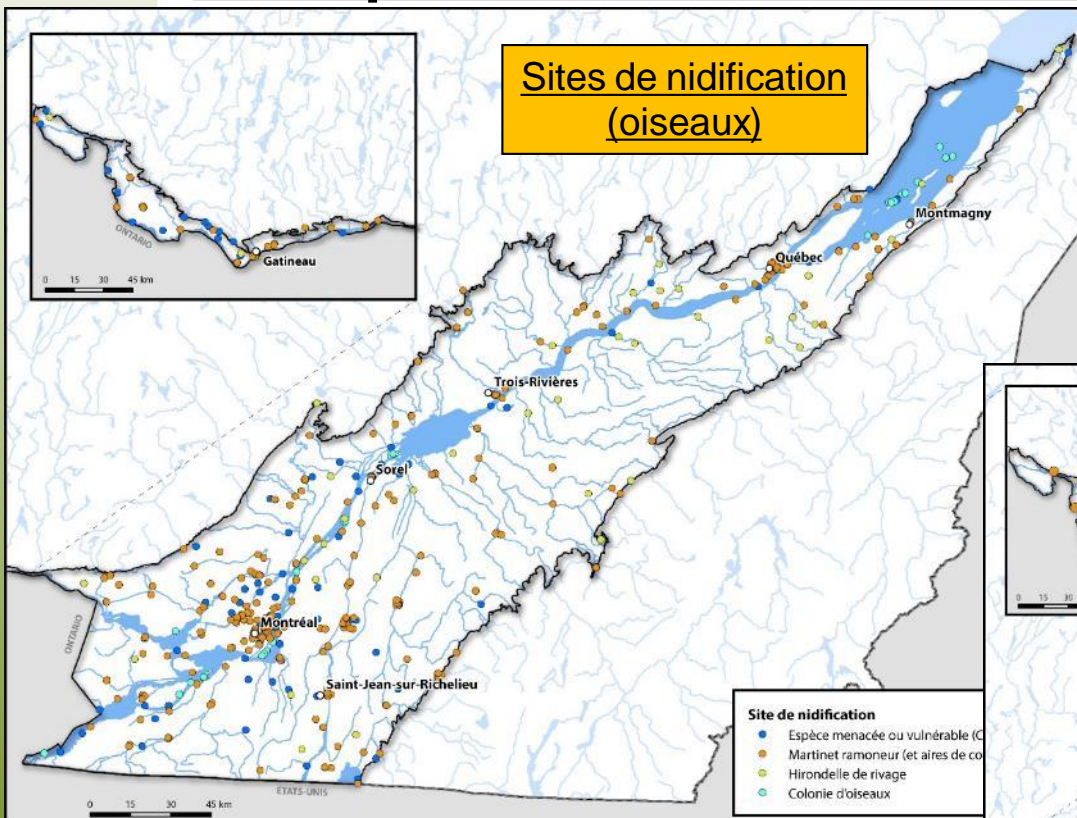 Sites de nidification
(oiseaux)
ONTARIO
Gatineau
0 15 30 45 km
Montmagny
Québec
Trois-Rivières
Sorel
Montréal
ONTARIO
Saint-Jean-sur-Richelieu
ÉTATS-UNIS
0 15 30 45 km
Site de nidification
Espèce menacée ou vulnérable (C
Martinet ramoneur (et aires de co
Hirondelle de rivage
Colonie d'oiseaux
0 15 30